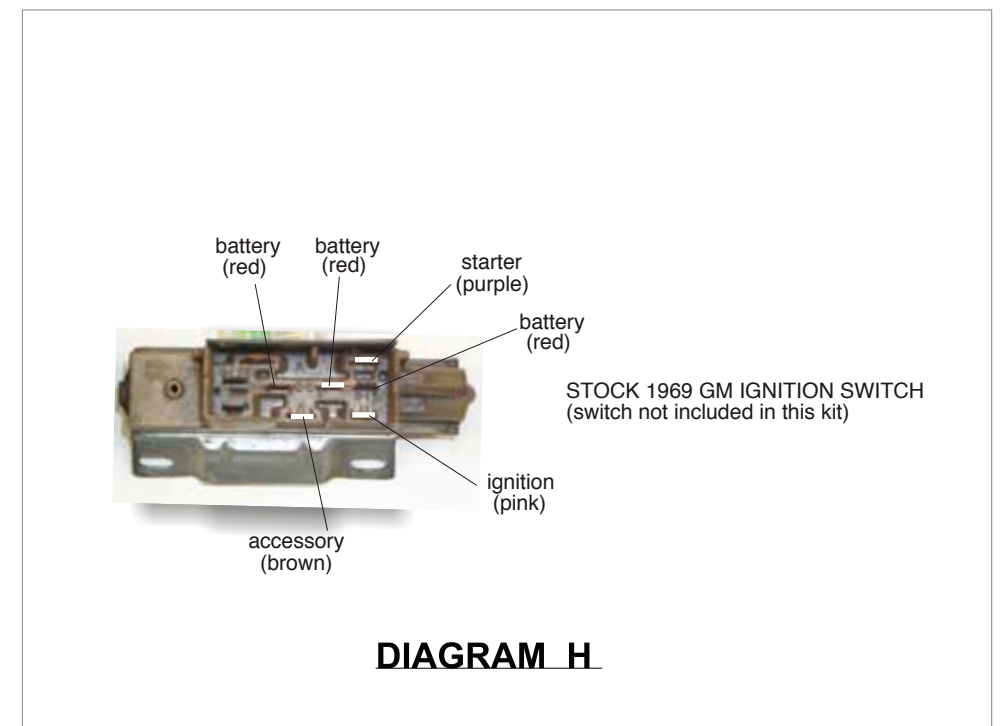 battery
(red)
battery
(red)
starter
(purple)
battery
(red)
STOCK 1969 GM IGNITION SWITCH
(switch not included in this kit)
ignition
(pink)
accessory
(brown)
DIAGRAM H